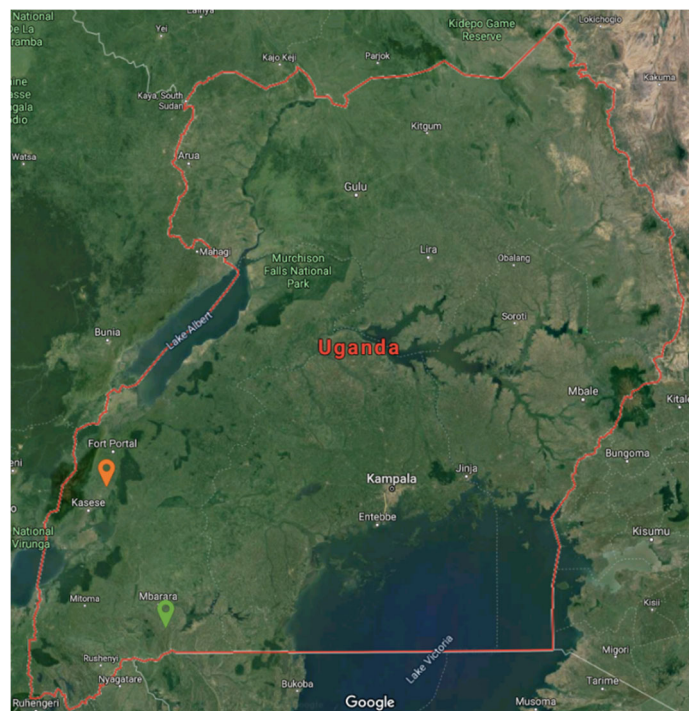 National
De La
ramba
Lainya
Yei
Kajo Keji
Parjok
Kidepo Game
Reserve
Lokichogio
Kakuma
Kaya, South
Sudan
Watsa
Arua
Kitgum
Gulu
Mahagi
Murchison
Falls National
Park
Lira
Obalang
Bunia
Lake Albert
Uganda
Soroti
Mbale
Kitale
Fort Portal
Bungoma
Kasese
Kampala
Jinja
Entebbe
National
Virunga
Kisumu
Mitoma
Mbarara
Kisii
Rushenyi
Nyagatare
Lake Victoria
Migori
Ruhengeri
Bukoba
Google
Musoma
Tarime